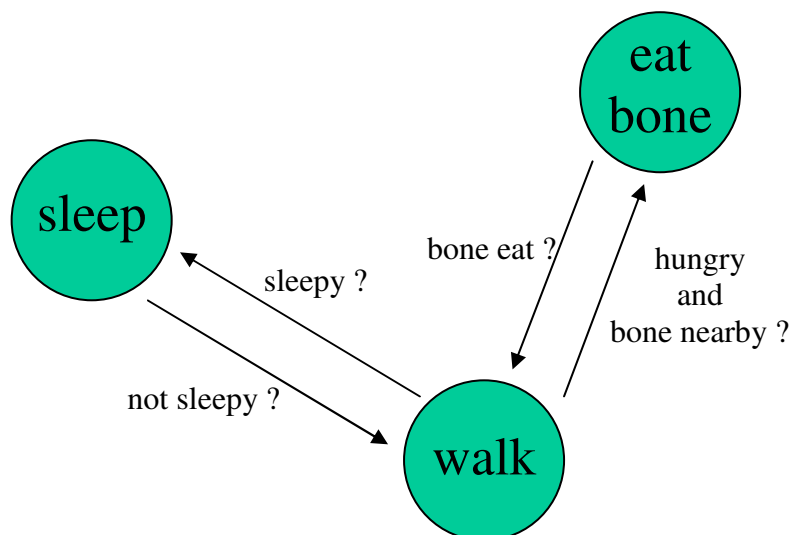 eat
bone
sleep
bone eat ?
hungry
and
bone nearby ?
sleepy ?
not sleepy ?
walk